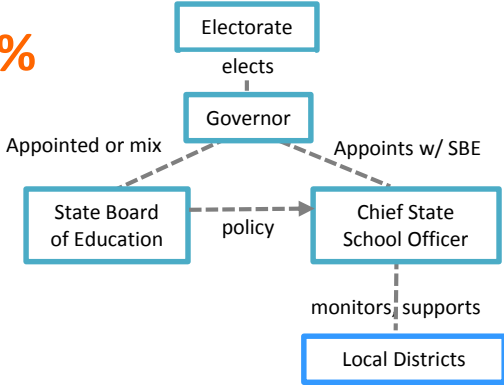 Electorate
%
elects
Governor
Appointed or mix
Appoints w/ SBE
State Board
of Education
policy
Chief State
School Officer
monitors, supports
Local Districts